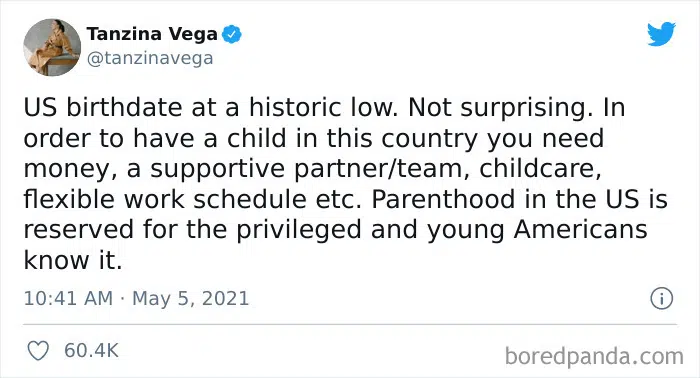 Tanzina Vega
@tanzinavega
US birthdate at a historic low. Not surprising. In
order to have a child in this country you need
money, a supportive partner/team, childcare,
flexible work schedule etc. Parenthood in the US is
reserved for the privileged and young Americans
know it.
10:41 AM · May 5, 2021
60.4K
boredpanda.com